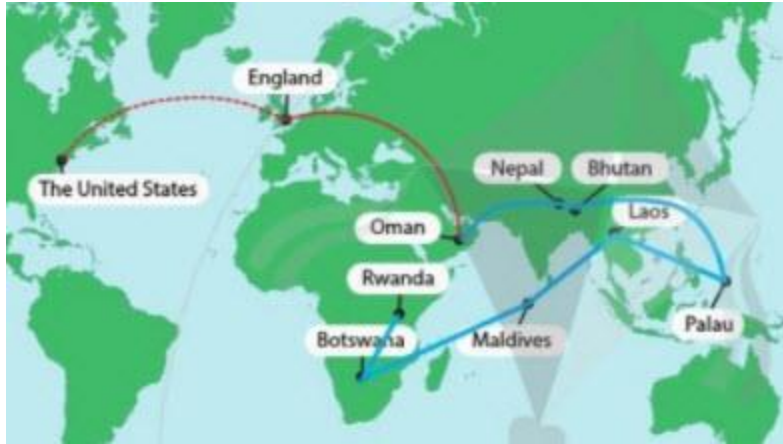 England
The United States
Nepal
Bhutan
Laos
Oman
Rwanda
Botswana
Maldives
Palau